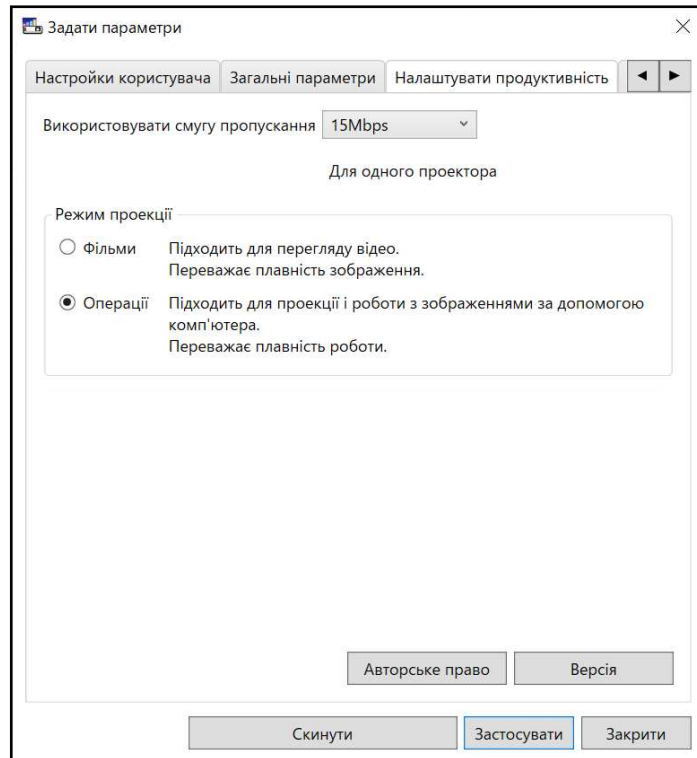 Задати параметри
Настройки користувача Загальні параметри Налаштувати продуктивність
Використовувати смугу пропускання 15Mbps
Для одного проектора
Режим проекції
Фільми Підходить для перегляду відео.
Переважає плавність зображення.
Операції Підходить для проекції і роботи з зображеннями за допомогою
комп'ютера.
Переважає плавність роботи.
Авторське право Версія
Скинути Застосувати Закрити